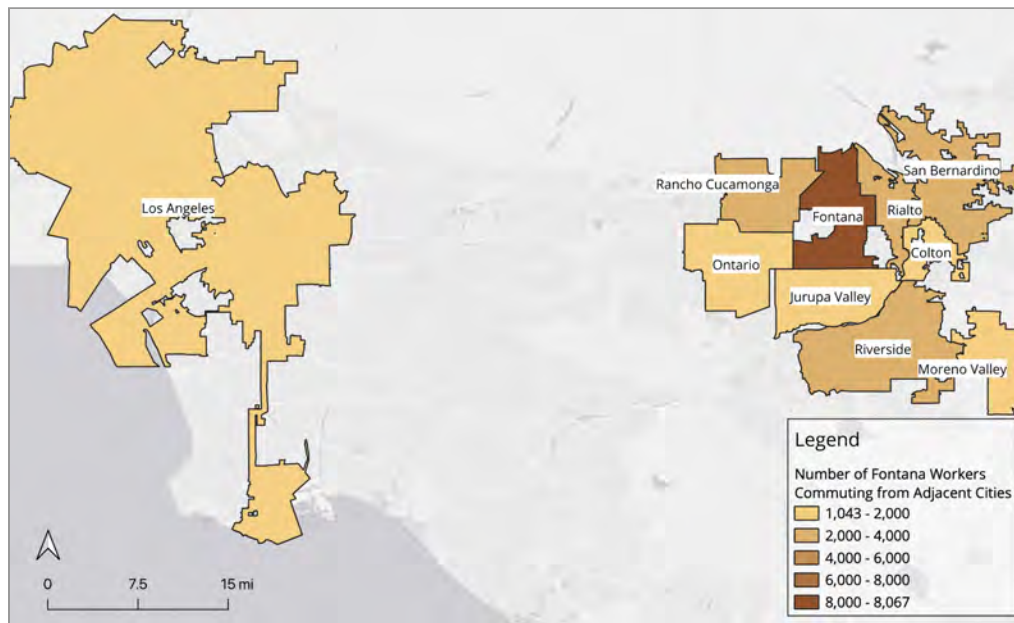 San Bernardino
Rancho Cucamonga
Los Angeles
Fontana
Rialto
Colton
Ontario
Jurupa Valley
Riverside
Moreno Valley
Legend
Number of Fontana Workers
Commuting from Adjacent Cities
1,043 - 2,000
2,000 - 4,000
4,000 - 6,000
6,000 - 8,000
8,000 - 8,067
0 7.5 15 mi